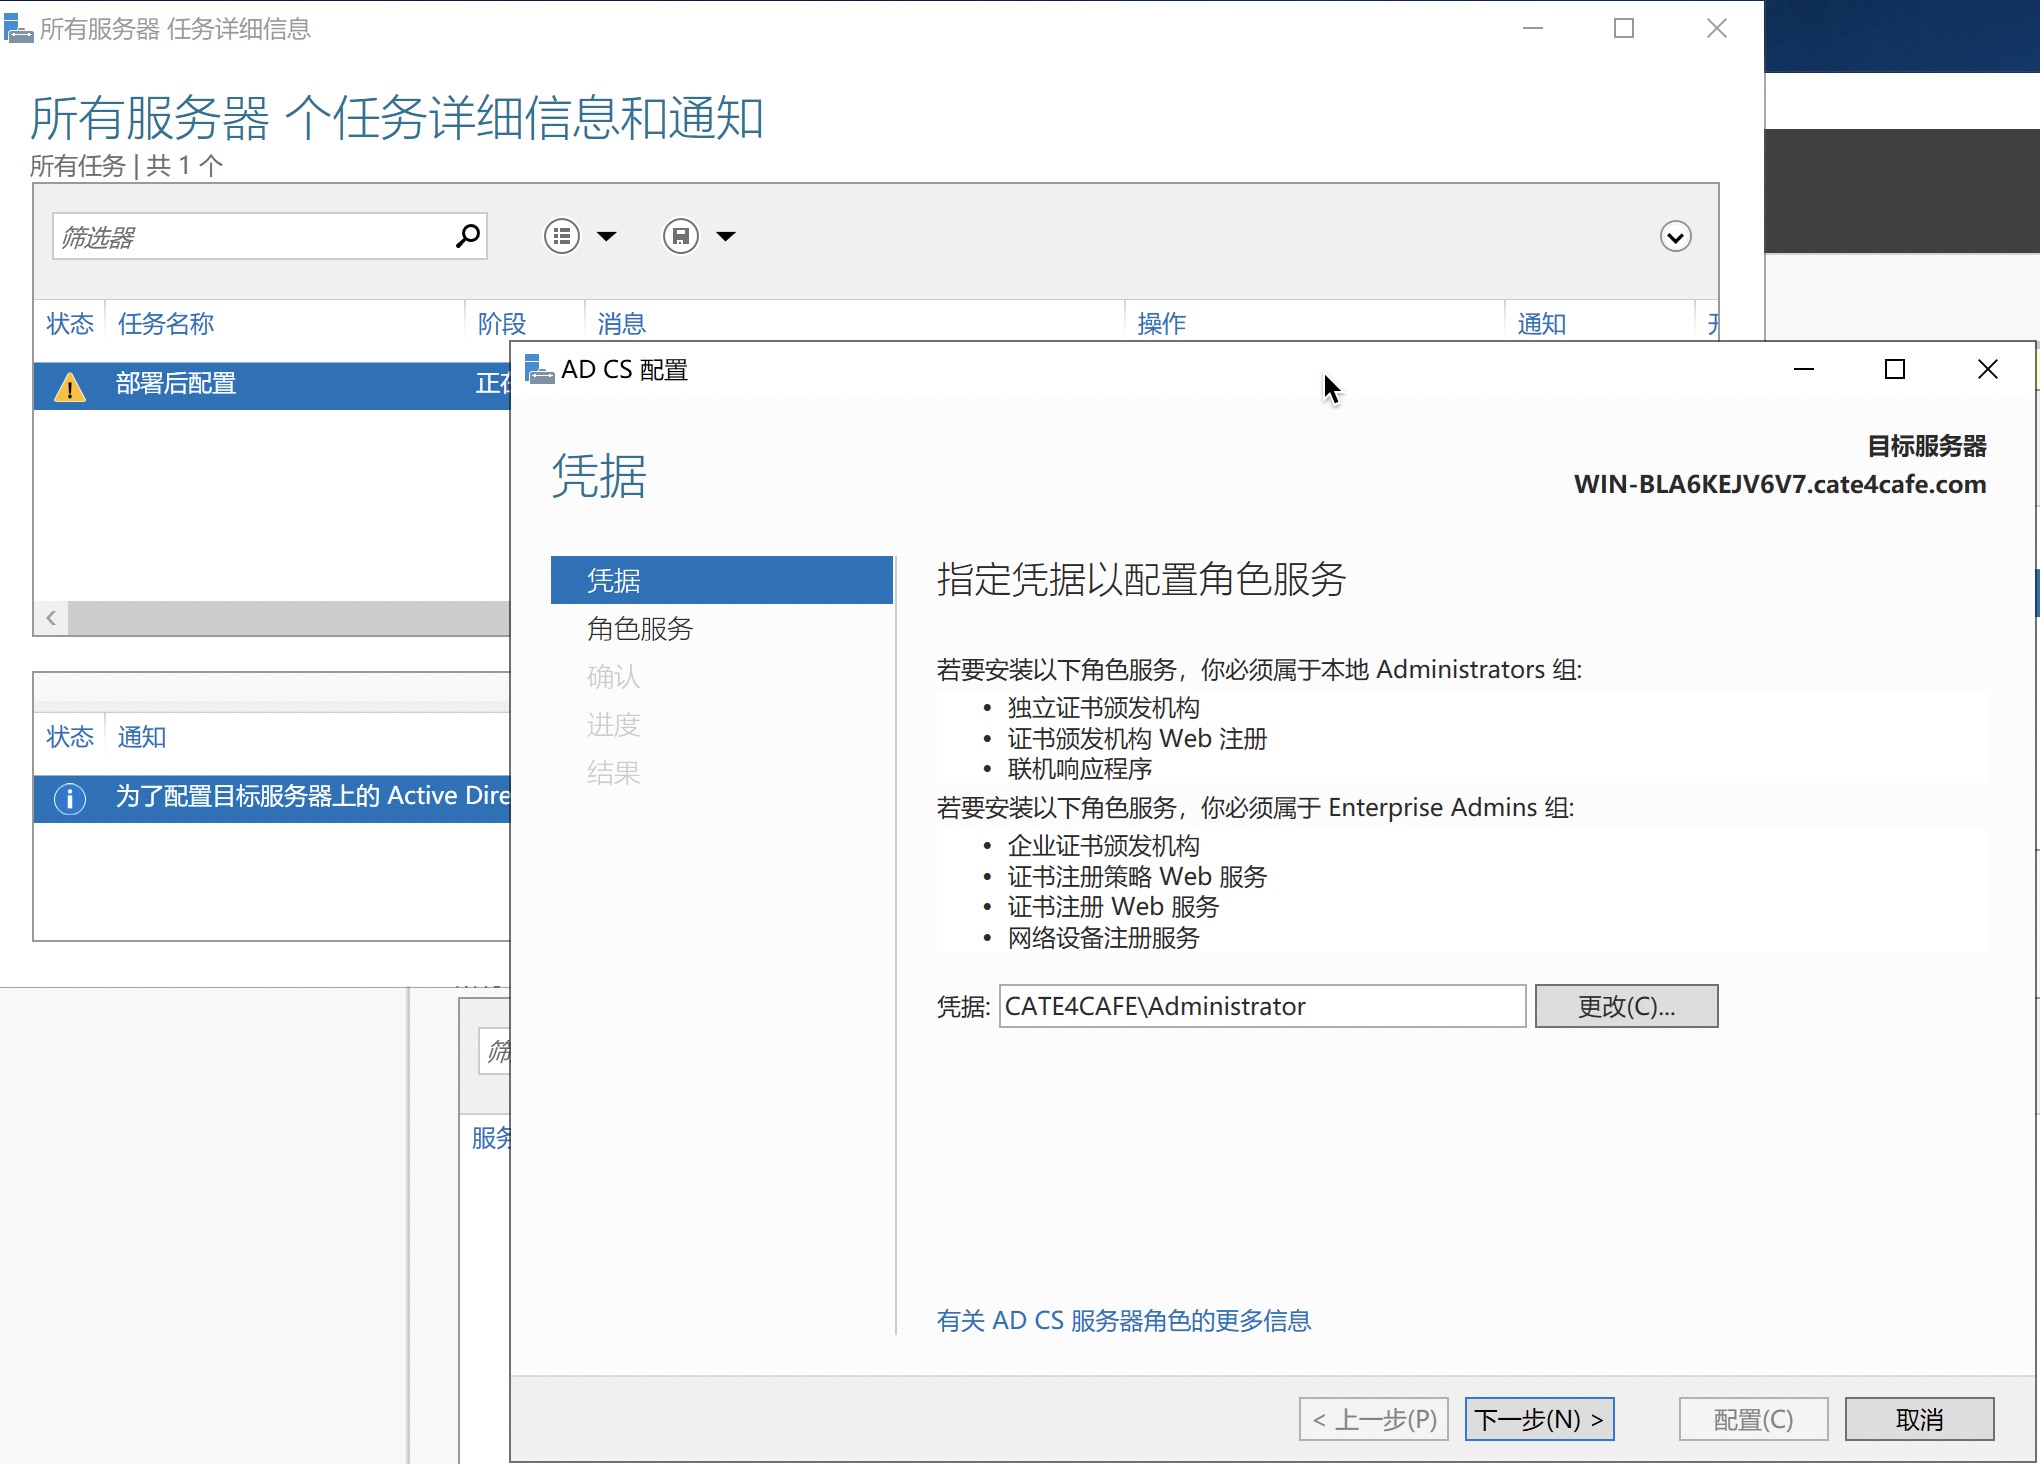 所有服务器 任务详细信息
所有服务器 个任务详细信息和通知
所有任务 | 共 1 个
筛选器
状态 任务名称 阶段 消息 操作 通知
部署后配置 正在
状态 通知
为了配置目标服务器上的 Active Dire
筛
服务
AD CS 配置
凭据
目标服务器
WIN-BLA6KEJV6V7.cate4cafe.com
凭据
角色服务
确认
进度
结果
指定凭据以配置角色服务
若要安装以下角色服务，你必须属于本地 Administrators 组:
• 独立证书颁发机构
• 证书颁发机构 Web 注册
• 联机响应程序
若要安装以下角色服务，你必须属于 Enterprise Admins 组:
• 企业证书颁发机构
• 证书注册策略 Web 服务
• 证书注册 Web 服务
• 网络设备注册服务
凭据: CATE4CAFE\Administrator 更改(C)...
有关 AD CS 服务器角色的更多信息
< 上一步(P) 下一步(N) > 配置(C) 取消